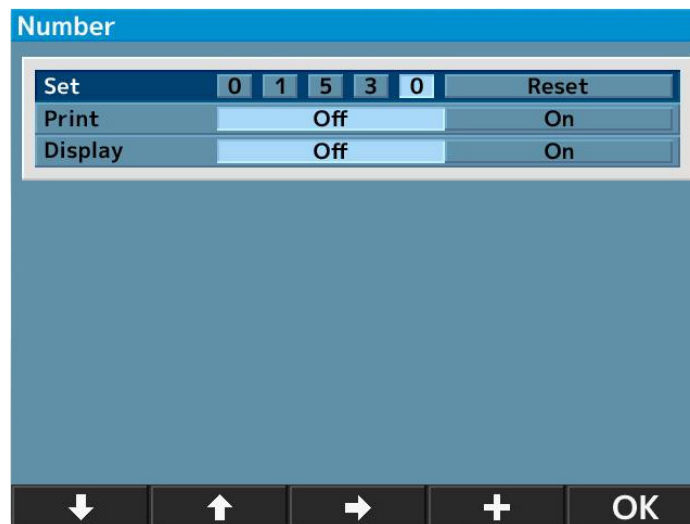 Number
Set 0 1 5 3 0 Reset
Print Off On
Display Off On
OK